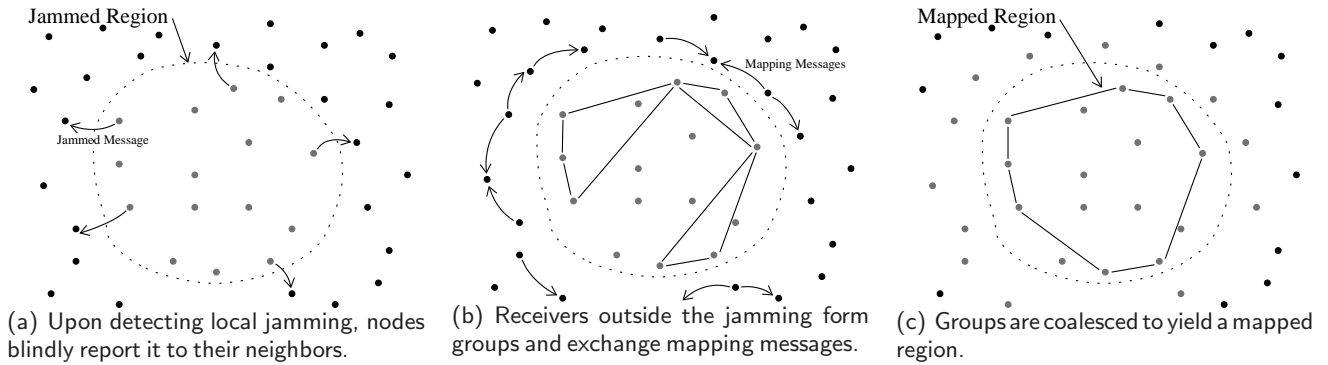 Jammed Region
Jammed Message
(a) Upon detecting local jamming, nodes
blindly report it to their neighbors.
Mapping Messages
(b) Receivers outside the jamming form
groups and exchange mapping messages.
Mapped Region
(c) Groups are coalesced to yield a mapped
region.